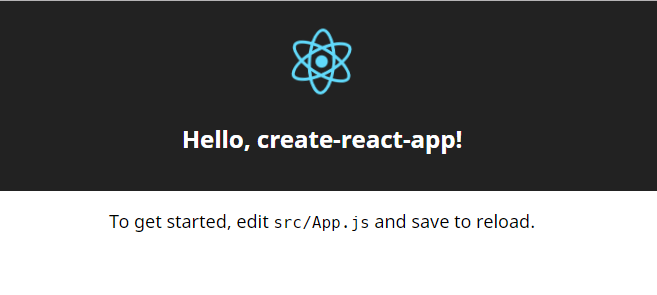 Hello, create-react-app!
To get started, edit src/App.js and save to reload.